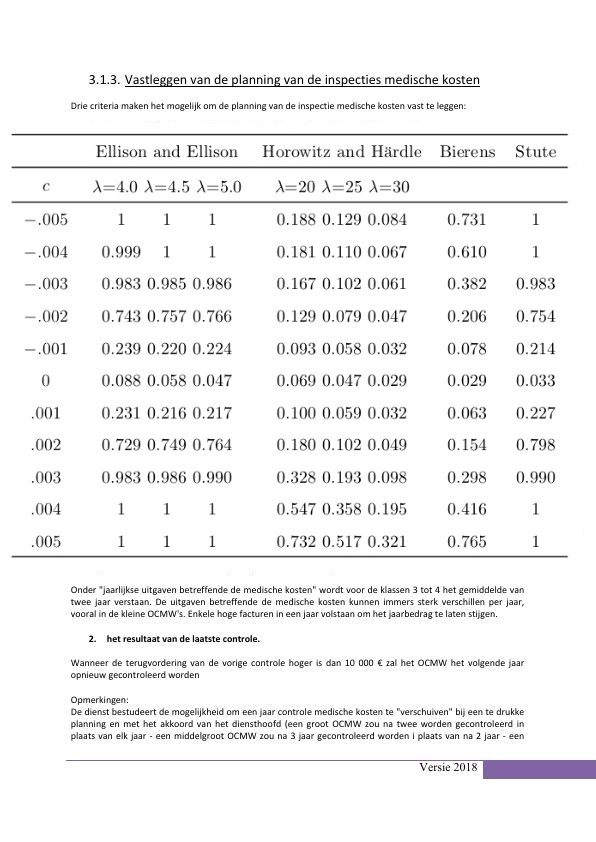 3.1.3. Vastleggen van de planning van de inspecties medische kosten
Drie criteria maken het mogelijk om de planning van de inspectie medische kosten vast te leggen:
Ellison and Ellison Horowitz and Härdle Bierens Stute
c λ=4.0 λ=4.5 λ=5.0 λ=20 λ=25 λ=30
−.005 1 1 1 0.188 0.129 0.084 0.731 1
−.004 0.999 1 1 0.181 0.110 0.067 0.610 1
−.003 0.983 0.985 0.986 0.167 0.102 0.061 0.382 0.983
−.002 0.743 0.757 0.766 0.129 0.079 0.047 0.206 0.754
−.001 0.239 0.220 0.224 0.093 0.058 0.032 0.078 0.214
0 0.088 0.058 0.047 0.069 0.047 0.029 0.029 0.033
.001 0.231 0.216 0.217 0.100 0.059 0.032 0.063 0.227
.002 0.729 0.749 0.764 0.180 0.102 0.049 0.154 0.798
.003 0.983 0.986 0.990 0.328 0.193 0.098 0.298 0.990
.004 1 1 1 0.547 0.358 0.195 0.416 1
.005 1 1 1 0.732 0.517 0.321 0.765 1
Onder "jaarlijkse uitgaven betreffende de medische kosten" wordt voor de klassen 3 tot 4 het gemiddelde van
twee jaar verstaan. De uitgaven betreffende de medische kosten kunnen immers sterk verschillen per jaar,
vooral in de kleine OCMW's. Enkele hoge facturen in een jaar volstaan om het jaarbedrag te laten stijgen.
2. het resultaat van de laatste controle.
Wanneer de terugvordering van de vorige controle hoger is dan 10 000 € zal het OCMW het volgende jaar
opnieuw gecontroleerd worden
Opmerkingen:
De dienst bestudeert de mogelijkheid om een jaar controle medische kosten te "verschuiven" bij een te drukke
planning en met het akkoord van het diensthoofd (een groot OCMW zou na twee worden gecontroleerd in
plaats van elk jaar - een middelgroot OCMW zou na 3 jaar gecontroleerd worden i plaats van na 2 jaar - een
Versie 2018